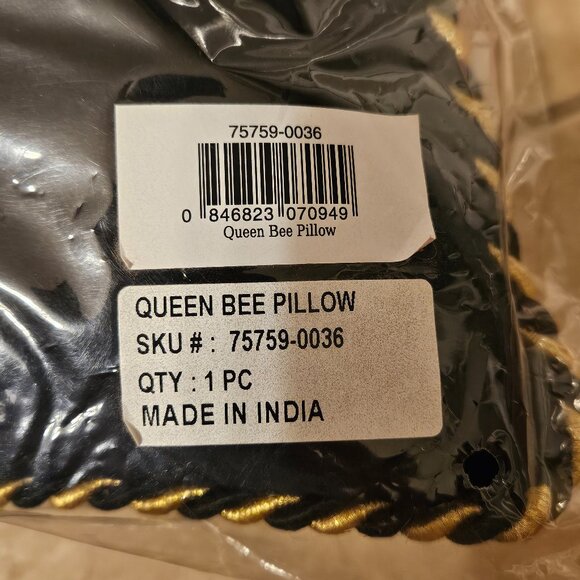 75759-0036
0 846823 070949
Queen Bee Pillow
QUEEN BEE PILLOW
SKU # : 75759-0036
QTY : 1 PC
MADE IN INDIA